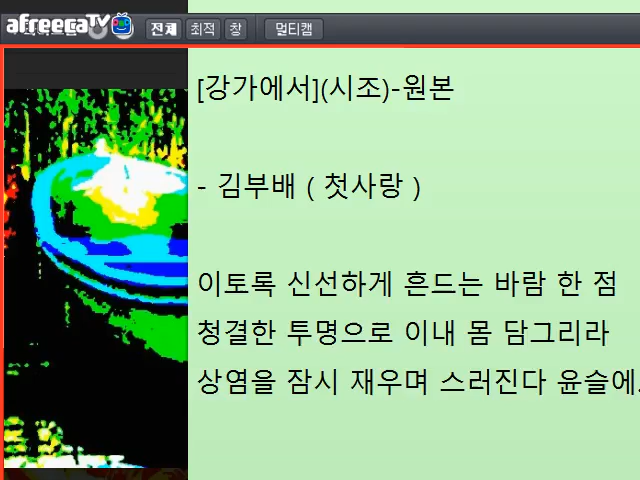 afreecaTV
전체 최적 창 멀티캠
[강가에서](시조)-원본
- 김부배 ( 첫사랑 )
이토록 신선하게 흔드는 바람 한 점
청결한 투명으로 이내 몸 담그리라
상염을 잠시 재우며 스러진다 윤슬에